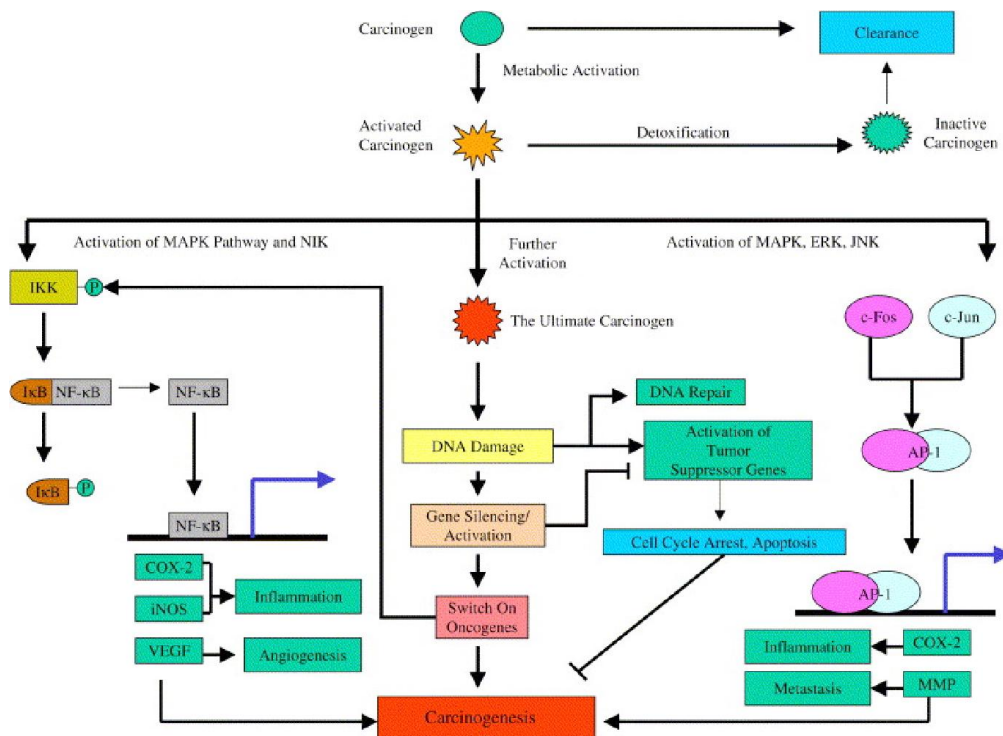 Carcinogen
Clearance
Metabolic Activation
Activated
Carcinogen
Detoxification
Inactive
Carcinogen
Activation of MAPK Pathway and NIK
Further
Activation
Activation of MAPK, ERK, JNK
IKK
P
The Ultimate Carcinogen
c-Fos
c-Jun
IκB
NF-κB
NF-κB
DNA Repair
DNA Damage
Activation of
Tumor
Suppressor Genes
AP-1
IκB
P
Gene Silencing/
Activation
NF-κB
Cell Cycle Arrest, Apoptosis
COX-2
iNOS
Inflammation
Switch On
Oncogenes
AP-1
VEGF
Angiogenesis
Inflammation
COX-2
Metastasis
MMP
Carcinogenesis